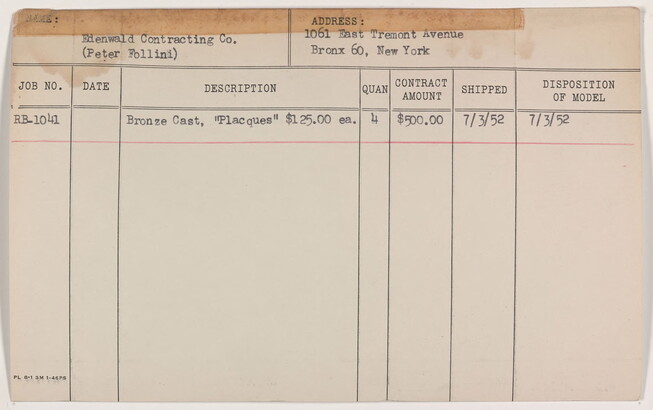 NAME:
Edenwald Contracting Co.
(Peter Follini)
ADDRESS:
1061 East Tremont Avenue
Bronx 60, New York
JOB NO. DATE DESCRIPTION QUAN CONTRACT AMOUNT SHIPPED DISPOSITION OF MODEL
RB-1041 Bronze Cast, "Placques" $125.00 ea. 4 $500.00 7/3/52 7/3/52